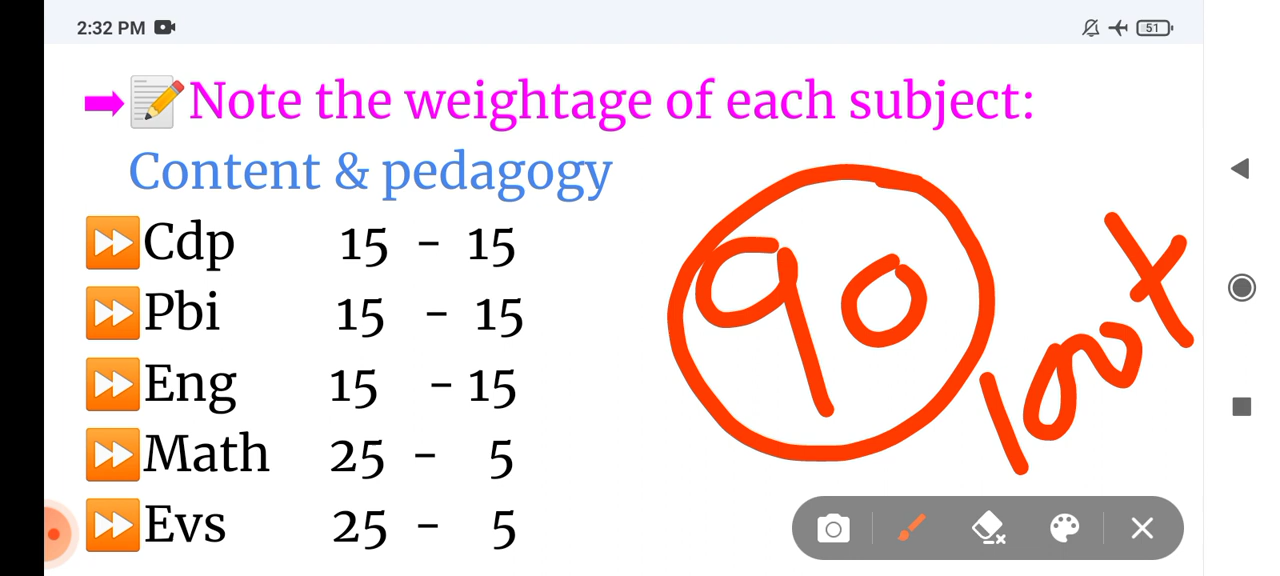 2:32 PM 51
Note the weightage of each subject:
Content & pedagogy
Cdp 15 - 15
Pbi 15 - 15
Eng 15 - 15
Math 25 - 5
Evs 25 - 5
90